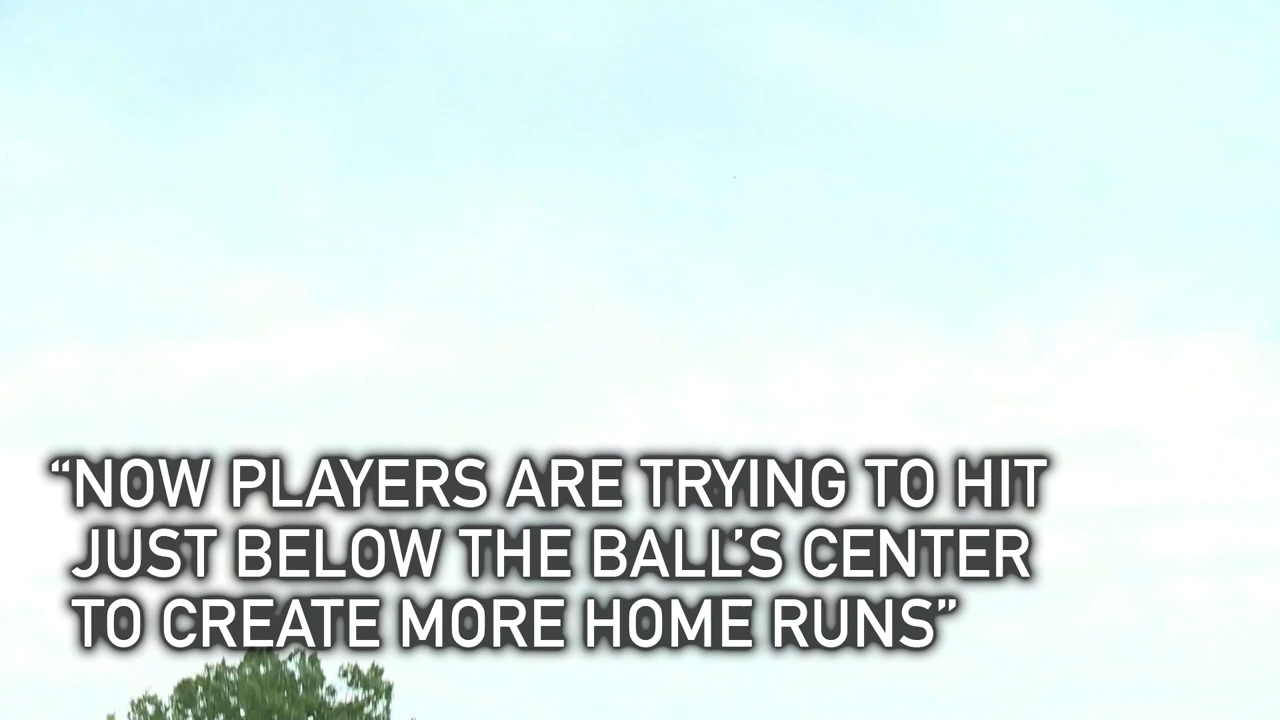 “NOW PLAYERS ARE TRYING TO HIT
JUST BELOW THE BALL’S CENTER
TO CREATE MORE HOME RUNS”